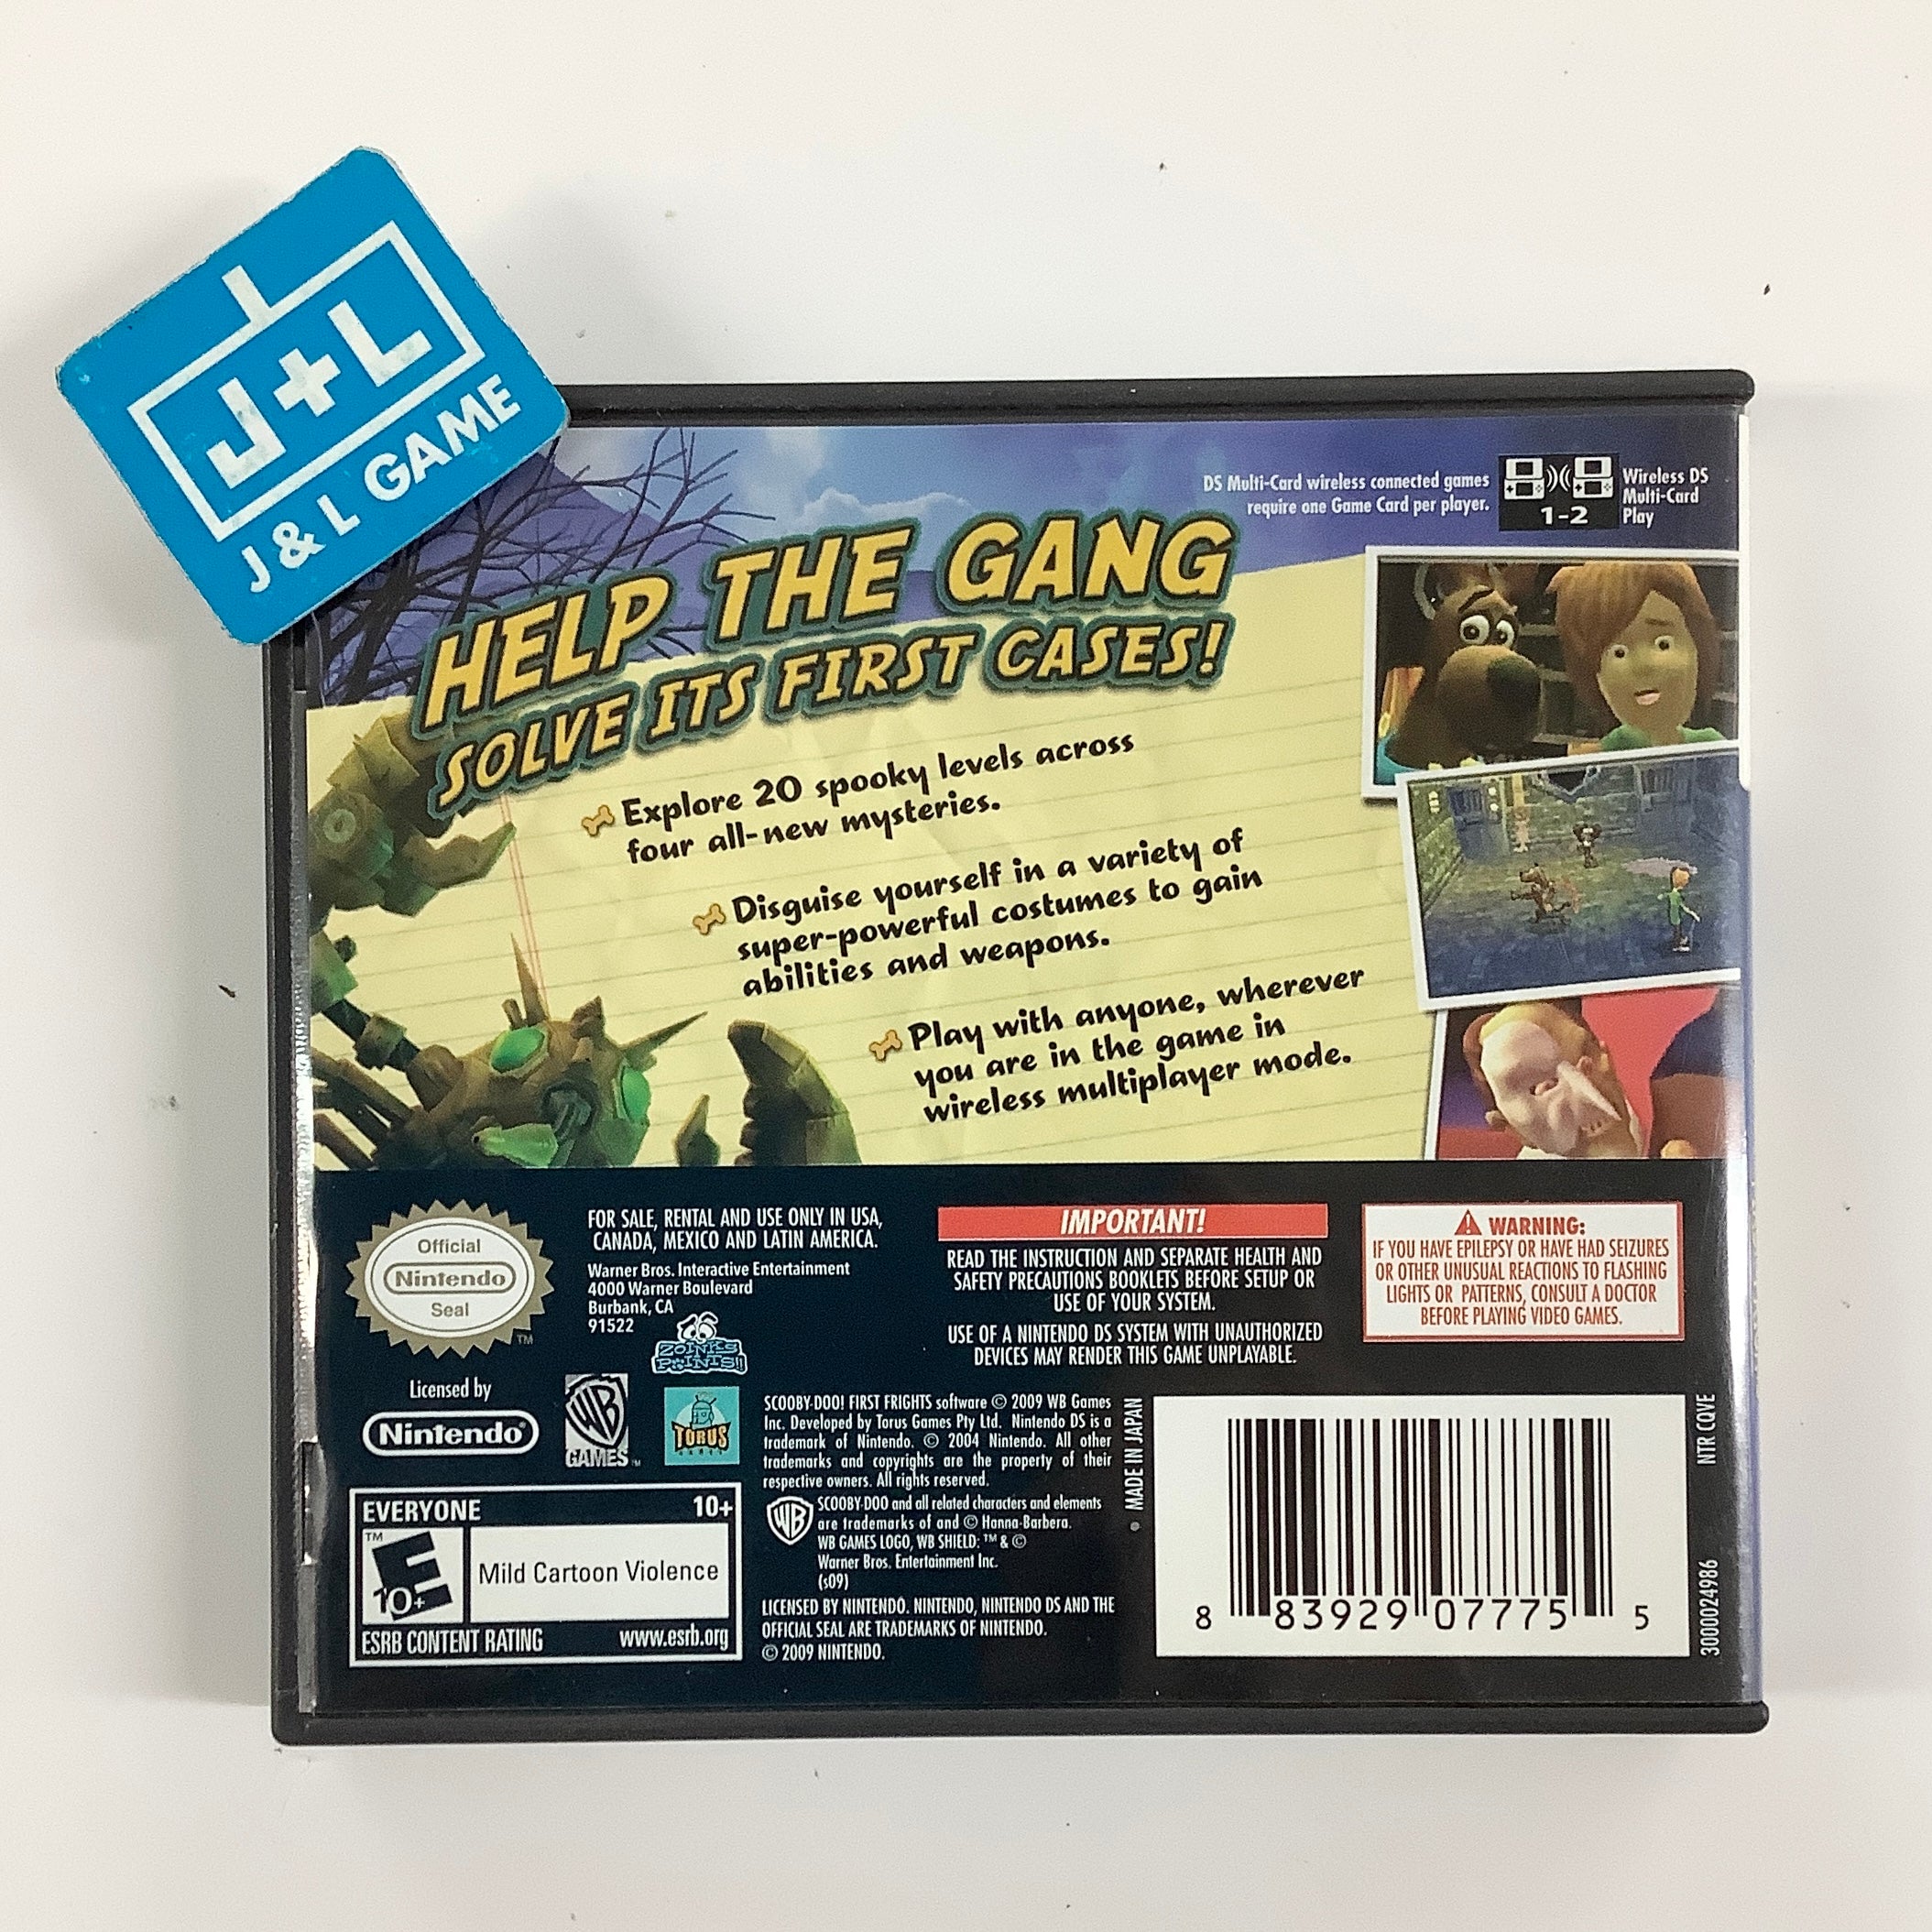 J+L
J & L GAME
DS Multi-Card wireless connected games
require one Game Card per player.
1-2
Wireless DS
Multi-Card
Play
HELP THE GANG
SOLVE ITS FIRST CASES!
Explore 20 spooky levels across
four all-new mysteries.
Disguise yourself in a variety of
super-powerful costumes to gain
abilities and weapons.
Play with anyone, wherever
you are in the game in
wireless multiplayer mode.
Official
Nintendo
Seal
TM
FOR SALE, RENTAL AND USE ONLY IN USA,
CANADA, MEXICO AND LATIN AMERICA.
Warner Bros. Interactive Entertainment
4000 Warner Boulevard
Burbank, CA
91522
ZOINKS
POINTS!!
IMPORTANT!
READ THE INSTRUCTION AND SEPARATE HEALTH AND
SAFETY PRECAUTIONS BOOKLETS BEFORE SETUP OR
USE OF YOUR SYSTEM.
USE OF A NINTENDO DS SYSTEM WITH UNAUTHORIZED
DEVICES MAY RENDER THIS GAME UNPLAYABLE.
WARNING:
IF YOU HAVE EPILEPSY OR HAVE HAD SEIZURES
OR OTHER UNUSUAL REACTIONS TO FLASHING
LIGHTS OR PATTERNS, CONSULT A DOCTOR
BEFORE PLAYING VIDEO GAMES.
Licensed by
Nintendo®
WB
GAMES™
TORUS
GAMES
SCOOBY-DOO! FIRST FRIGHTS software © 2009 WB Games
Inc. Developed by Torus Games Pty Ltd. Nintendo DS is a
trademark of Nintendo. © 2004 Nintendo. All other
trademarks and copyrights are the property of their
respective owners. All rights reserved.
WB
SCOOBY-DOO and all related characters and elements
are trademarks of and © Hanna-Barbera.
WB GAMES LOGO, WB SHIELD: ™ & ©
Warner Bros. Entertainment Inc.
(s09)
LICENSED BY NINTENDO. NINTENDO, NINTENDO DS AND THE
OFFICIAL SEAL ARE TRADEMARKS OF NINTENDO.
© 2009 NINTENDO.
EVERYONE 10+
TM
E
10+
Mild Cartoon Violence
ESRB CONTENT RATING www.esrb.org
• MADE IN JAPAN
8 83929 07775 5
NTR CQVE
3000024986